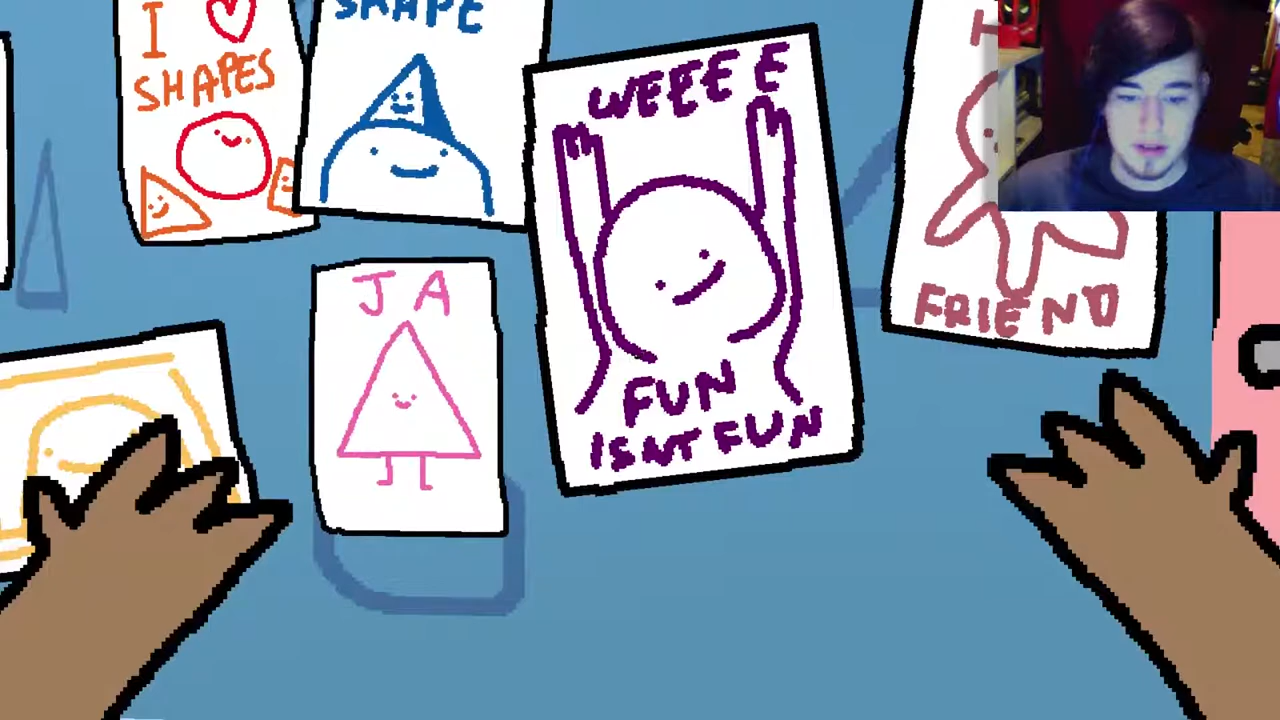 I
SHAPES
SHAPE
WEEEE
FUN
ISNT FUN
JA
FRIEND